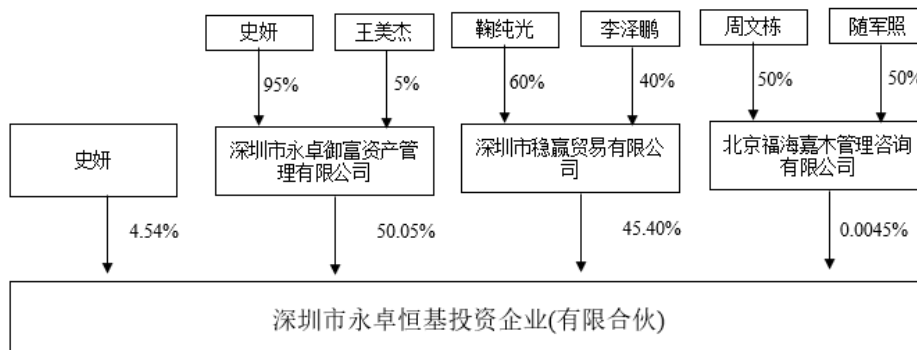 史妍
王美杰
鞠纯光
李泽鹏
周文栋
随军照
95%
5%
60%
40%
50%
50%
史妍
深圳市永卓御富资产管
理有限公司
深圳市稳赢贸易有限公
司
北京福海嘉木管理咨询
有限公司
4.54%
50.05%
45.40%
0.0045%
深圳市永卓恒基投资企业(有限合伙)